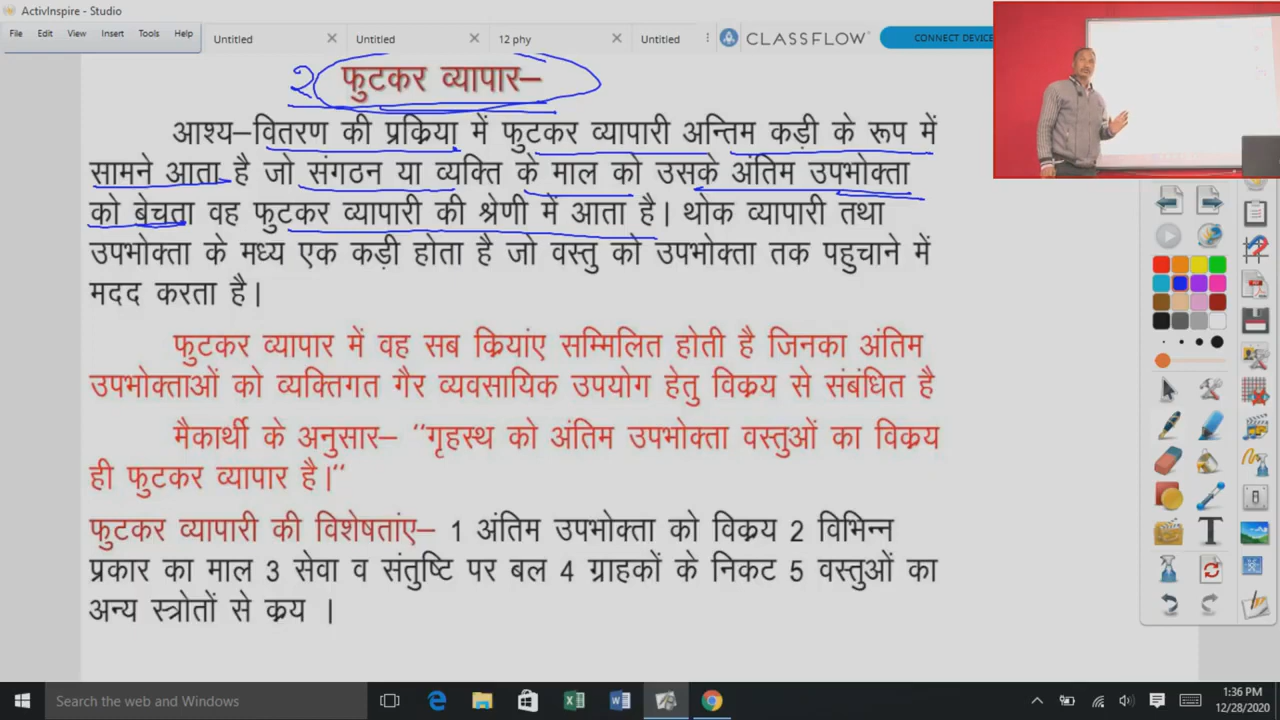 ActivInspire - Studio
File Edit View Insert Tools Help
Untitled
Untitled
12 phy
Untitled
CLASSFLOW
CONNECT DEVICE
२ फुटकर व्यापार–
आश्य–वितरण की प्रक्रिया में फुटकर व्यापारी अन्तिम कड़ी के रूप में
सामने आता है जो संगठन या व्यक्ति के माल को उसके अंतिम उपभोक्ता
को बेचता वह फुटकर व्यापारी की श्रेणी में आता है। थोक व्यापारी तथा
उपभोक्ता के मध्य एक कड़ी होता है जो वस्तु को उपभोक्ता तक पहुचाने में
मदद करता है।
फुटकर व्यापार में वह सब क्रियांए सम्मिलित होती है जिनका अंतिम
उपभोक्ताओं को व्यक्तिगत गैर व्यवसायिक उपयोग हेतु विक्रय से संबंधित है
मैकार्थी के अनुसार– ‘‘गृहस्थ को अंतिम उपभोक्ता वस्तुओं का विक्रय
ही फुटकर व्यापार है।‘‘
फुटकर व्यापारी की विशेषतांए– 1 अंतिम उपभोक्ता को विक्रय 2 विभिन्न
प्रकार का माल 3 सेवा व संतुष्टि पर बल 4 ग्राहकों के निकट 5 वस्तुओं का
अन्य स्त्रोतों से क्रय ।
Search the web and Windows
1:36 PM
12/28/2020